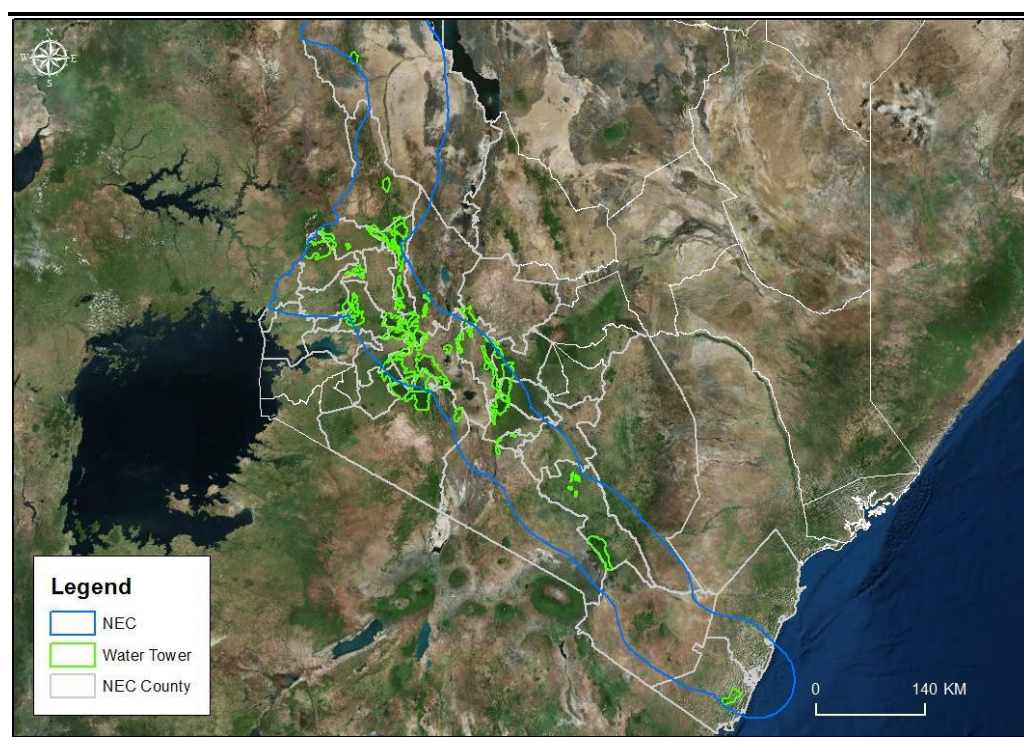 N
W E
S
Legend
NEC
Water Tower
NEC County
0 140 KM